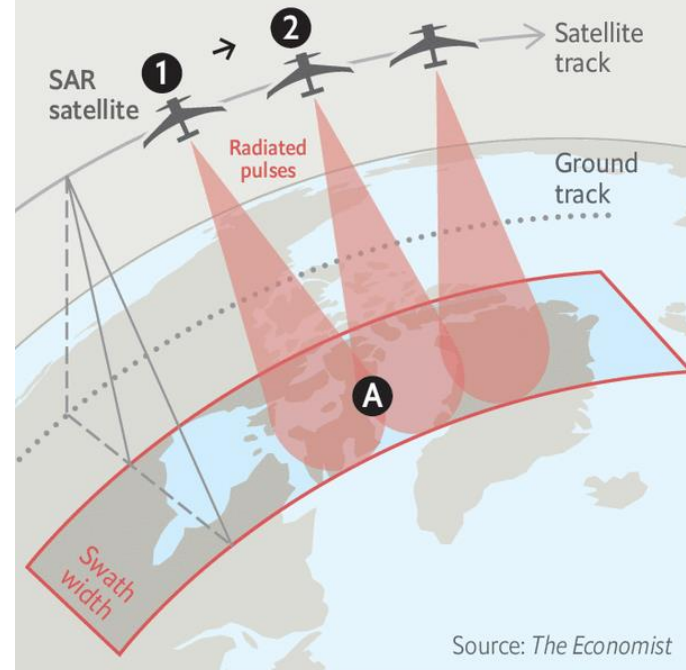 1
2
SAR
satellite
Satellite
track
Radiated
pulses
Ground
track
A
Swath
width
Source: The Economist